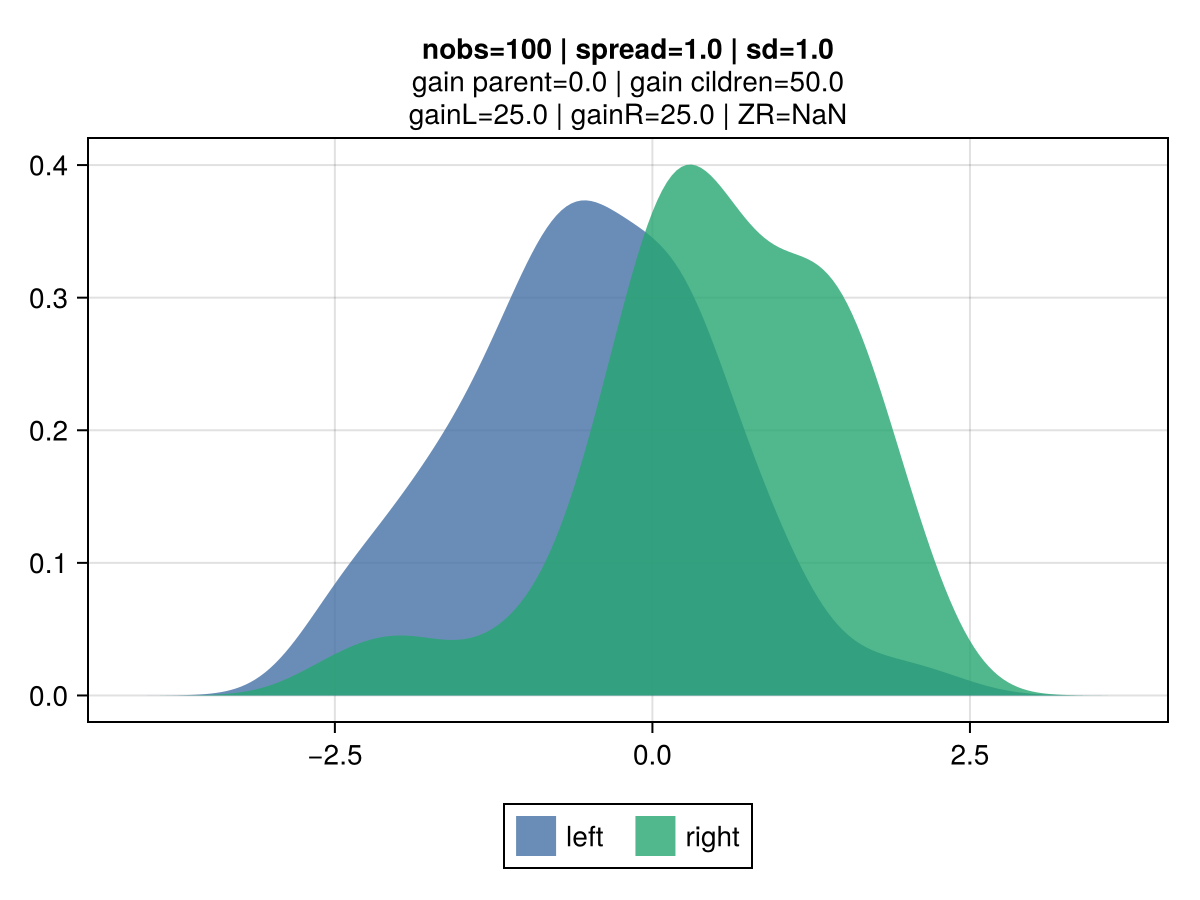 nobs=100 | spread=1.0 | sd=1.0
gain parent=0.0 | gain cildren=50.0
gainL=25.0 | gainR=25.0 | ZR=NaN
0.4
0.3
0.2
0.1
0.0
−2.5 0.0 2.5
left right